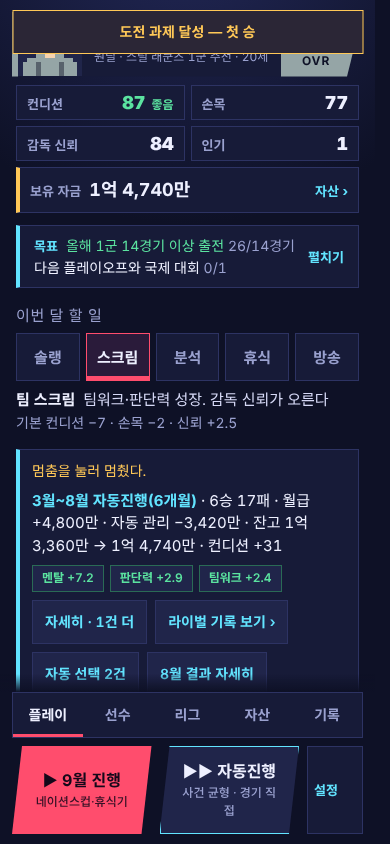 도전 과제 달성 — 첫 승
원딜 · 스틸 래군즈 1군 주전 · 20세
OVR
컨디션 87 좋음
손목 77
감독 신뢰 84
인기 1
보유 자금 1억 4,740만 자산 ›
목표 올해 1군 14경기 이상 출전 26/14경기
다음 플레이오프와 국제 대회 0/1
펼치기
이번 달 할 일
솔랭 스크림 분석 휴식 방송
팀 스크림 팀워크·판단력 성장. 감독 신뢰가 오른다
기본 컨디션 −7 · 손목 −2 · 신뢰 +2.5
멈춤을 눌러 멈췄다.
3월~8월 자동진행(6개월) · 6승 17패 · 월급
+4,800만 · 자동 관리 −3,420만 · 잔고 1억
3,360만 → 1억 4,740만 · 컨디션 +31
멘탈 +7.2 판단력 +2.9 팀워크 +2.4
자세히 · 1건 더 라이벌 기록 보기 ›
자동 선택 2건 8월 결과 자세히
플레이 선수 리그 자산 기록
▶ 9월 진행
네이션스컵·휴식기
▶▶ 자동진행
사건 균형 · 경기 직
접
설정